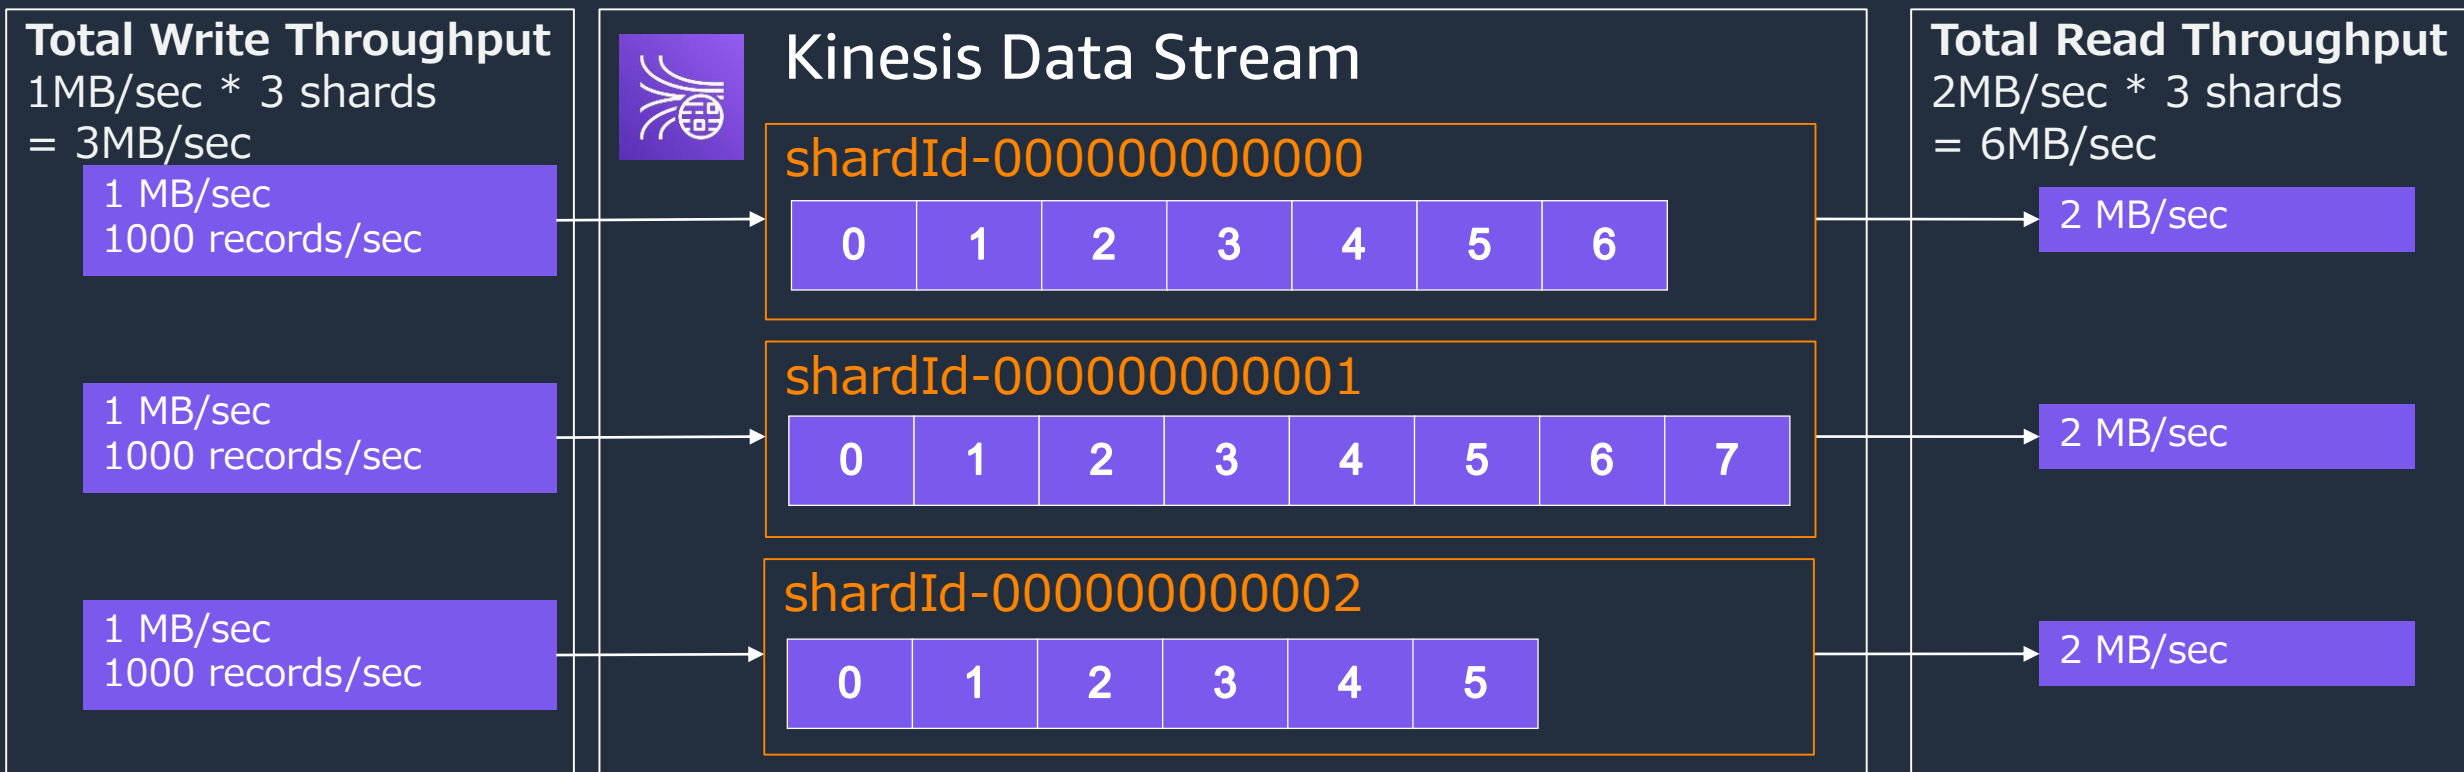 Total Write Throughput
1MB/sec * 3 shards
= 3MB/sec
1 MB/sec
1000 records/sec
1 MB/sec
1000 records/sec
1 MB/sec
1000 records/sec
Kinesis Data Stream
shardId-000000000000
0 1 2 3 4 5 6
shardId-000000000001
0 1 2 3 4 5 6 7
shardId-000000000002
0 1 2 3 4 5
Total Read Throughput
2MB/sec * 3 shards
= 6MB/sec
2 MB/sec
2 MB/sec
2 MB/sec